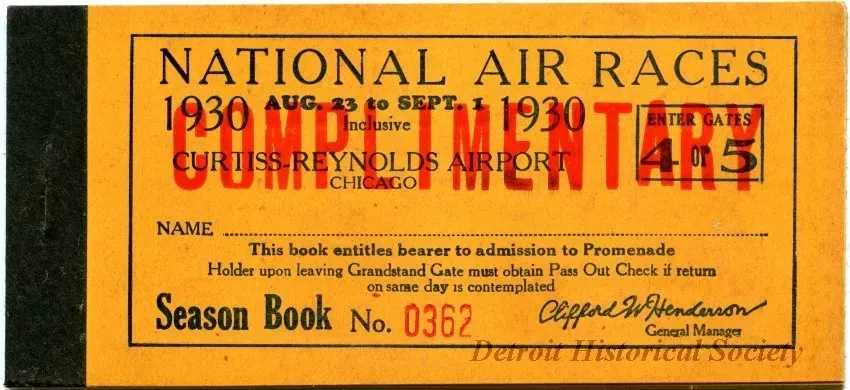 NATIONAL AIR RACES
1930 AUG. 23 to SEPT. 1 1930
Inclusive
COMPLIMENTARY
ENTER GATES
4 or 5
CURTISS-REYNOLDS AIRPORT
CHICAGO
NAME
This book entitles bearer to admission to Promenade
Holder upon leaving Grandstand Gate must obtain Pass Out Check if return
on same day is contemplated
Season Book No. 0362
Clifford W Henderson
General Manager
Detroit Historical Society